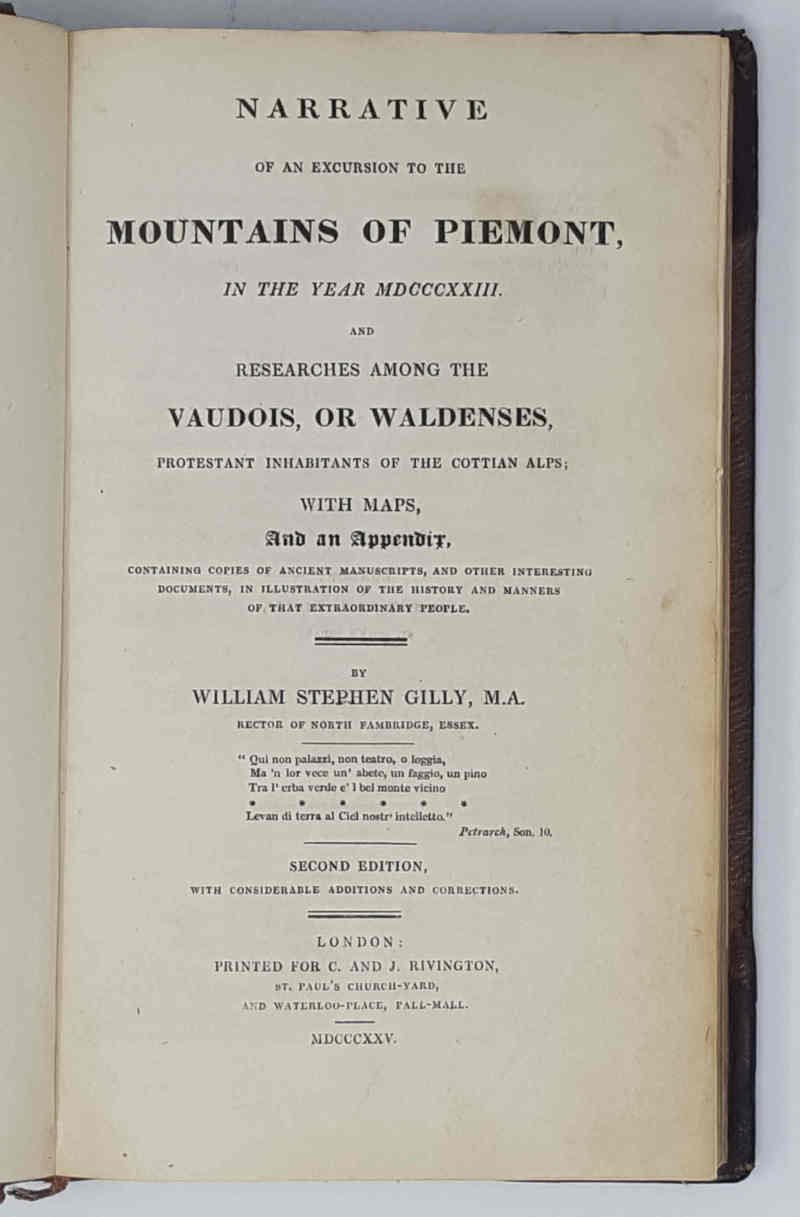 NARRATIVE
OF AN EXCURSION TO THE
MOUNTAINS OF PIEMONT,
IN THE YEAR MDCCCXXIII.
AND
RESEARCHES AMONG THE
VAUDOIS, OR WALDENSES,
PROTESTANT INHABITANTS OF THE COTTIAN ALPS;
WITH MAPS,
And an Appendix,
CONTAINING COPIES OF ANCIENT MANUSCRIPTS, AND OTHER INTERESTING
DOCUMENTS, IN ILLUSTRATION OF THE HISTORY AND MANNERS
OF THAT EXTRAORDINARY PEOPLE.
BY
WILLIAM STEPHEN GILLY, M.A.
RECTOR OF NORTH FAMBRIDGE, ESSEX.
“ Qui non palazzi, non teatro, o loggia,
Ma 'n lor vece un' abete, un faggio, un pino
Tra l' erba verde e' l bel monte vicino
* * * * * *
Levan di terra al Ciel nostr' intelletto.”
Petrarch, Son. 10.
SECOND EDITION,
WITH CONSIDERABLE ADDITIONS AND CORRECTIONS.
LONDON:
PRINTED FOR C. AND J. RIVINGTON,
ST. PAUL'S CHURCH-YARD,
AND WATERLOO-PLACE, PALL-MALL.
MDCCCXXV.